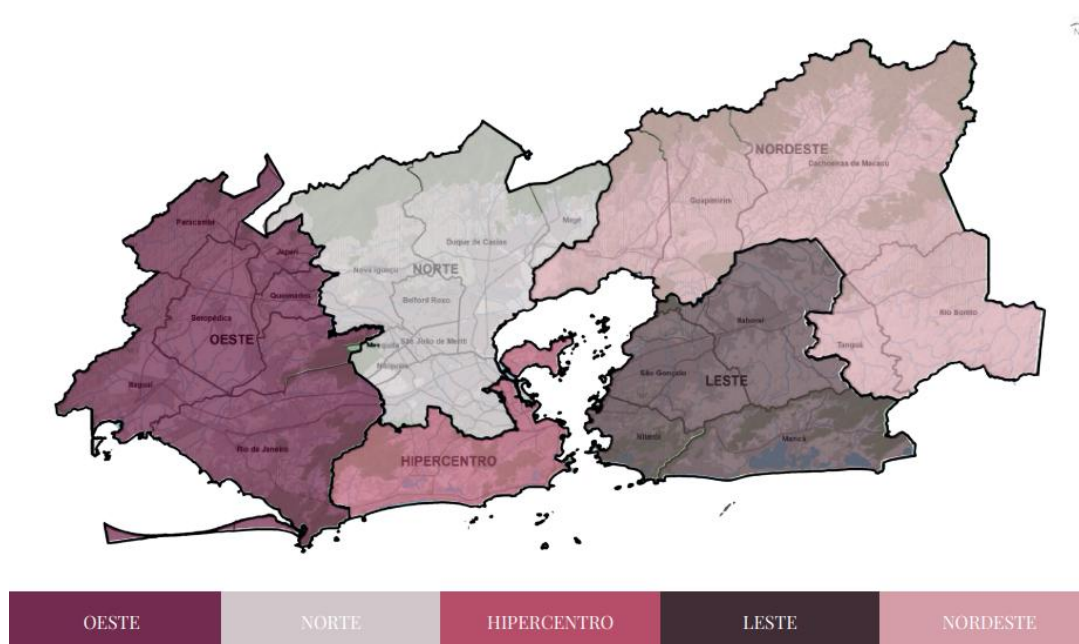 N
NORDESTE
Cachoeiras de Macacu
Paracambi
Guapimirim
Magé
Duque de Caxias
Japeri
Nova Iguaçu
NORTE
Queimados
Belford Roxo
Seropédica
Rio Bonito
Itaboraí
OESTE
São João de Meriti
Tanguá
Nilópolis
São Gonçalo
LESTE
Itaguaí
Niterói
Maricá
Rio de Janeiro
HIPERCENTRO
OESTE
NORTE
HIPERCENTRO
LESTE
NORDESTE